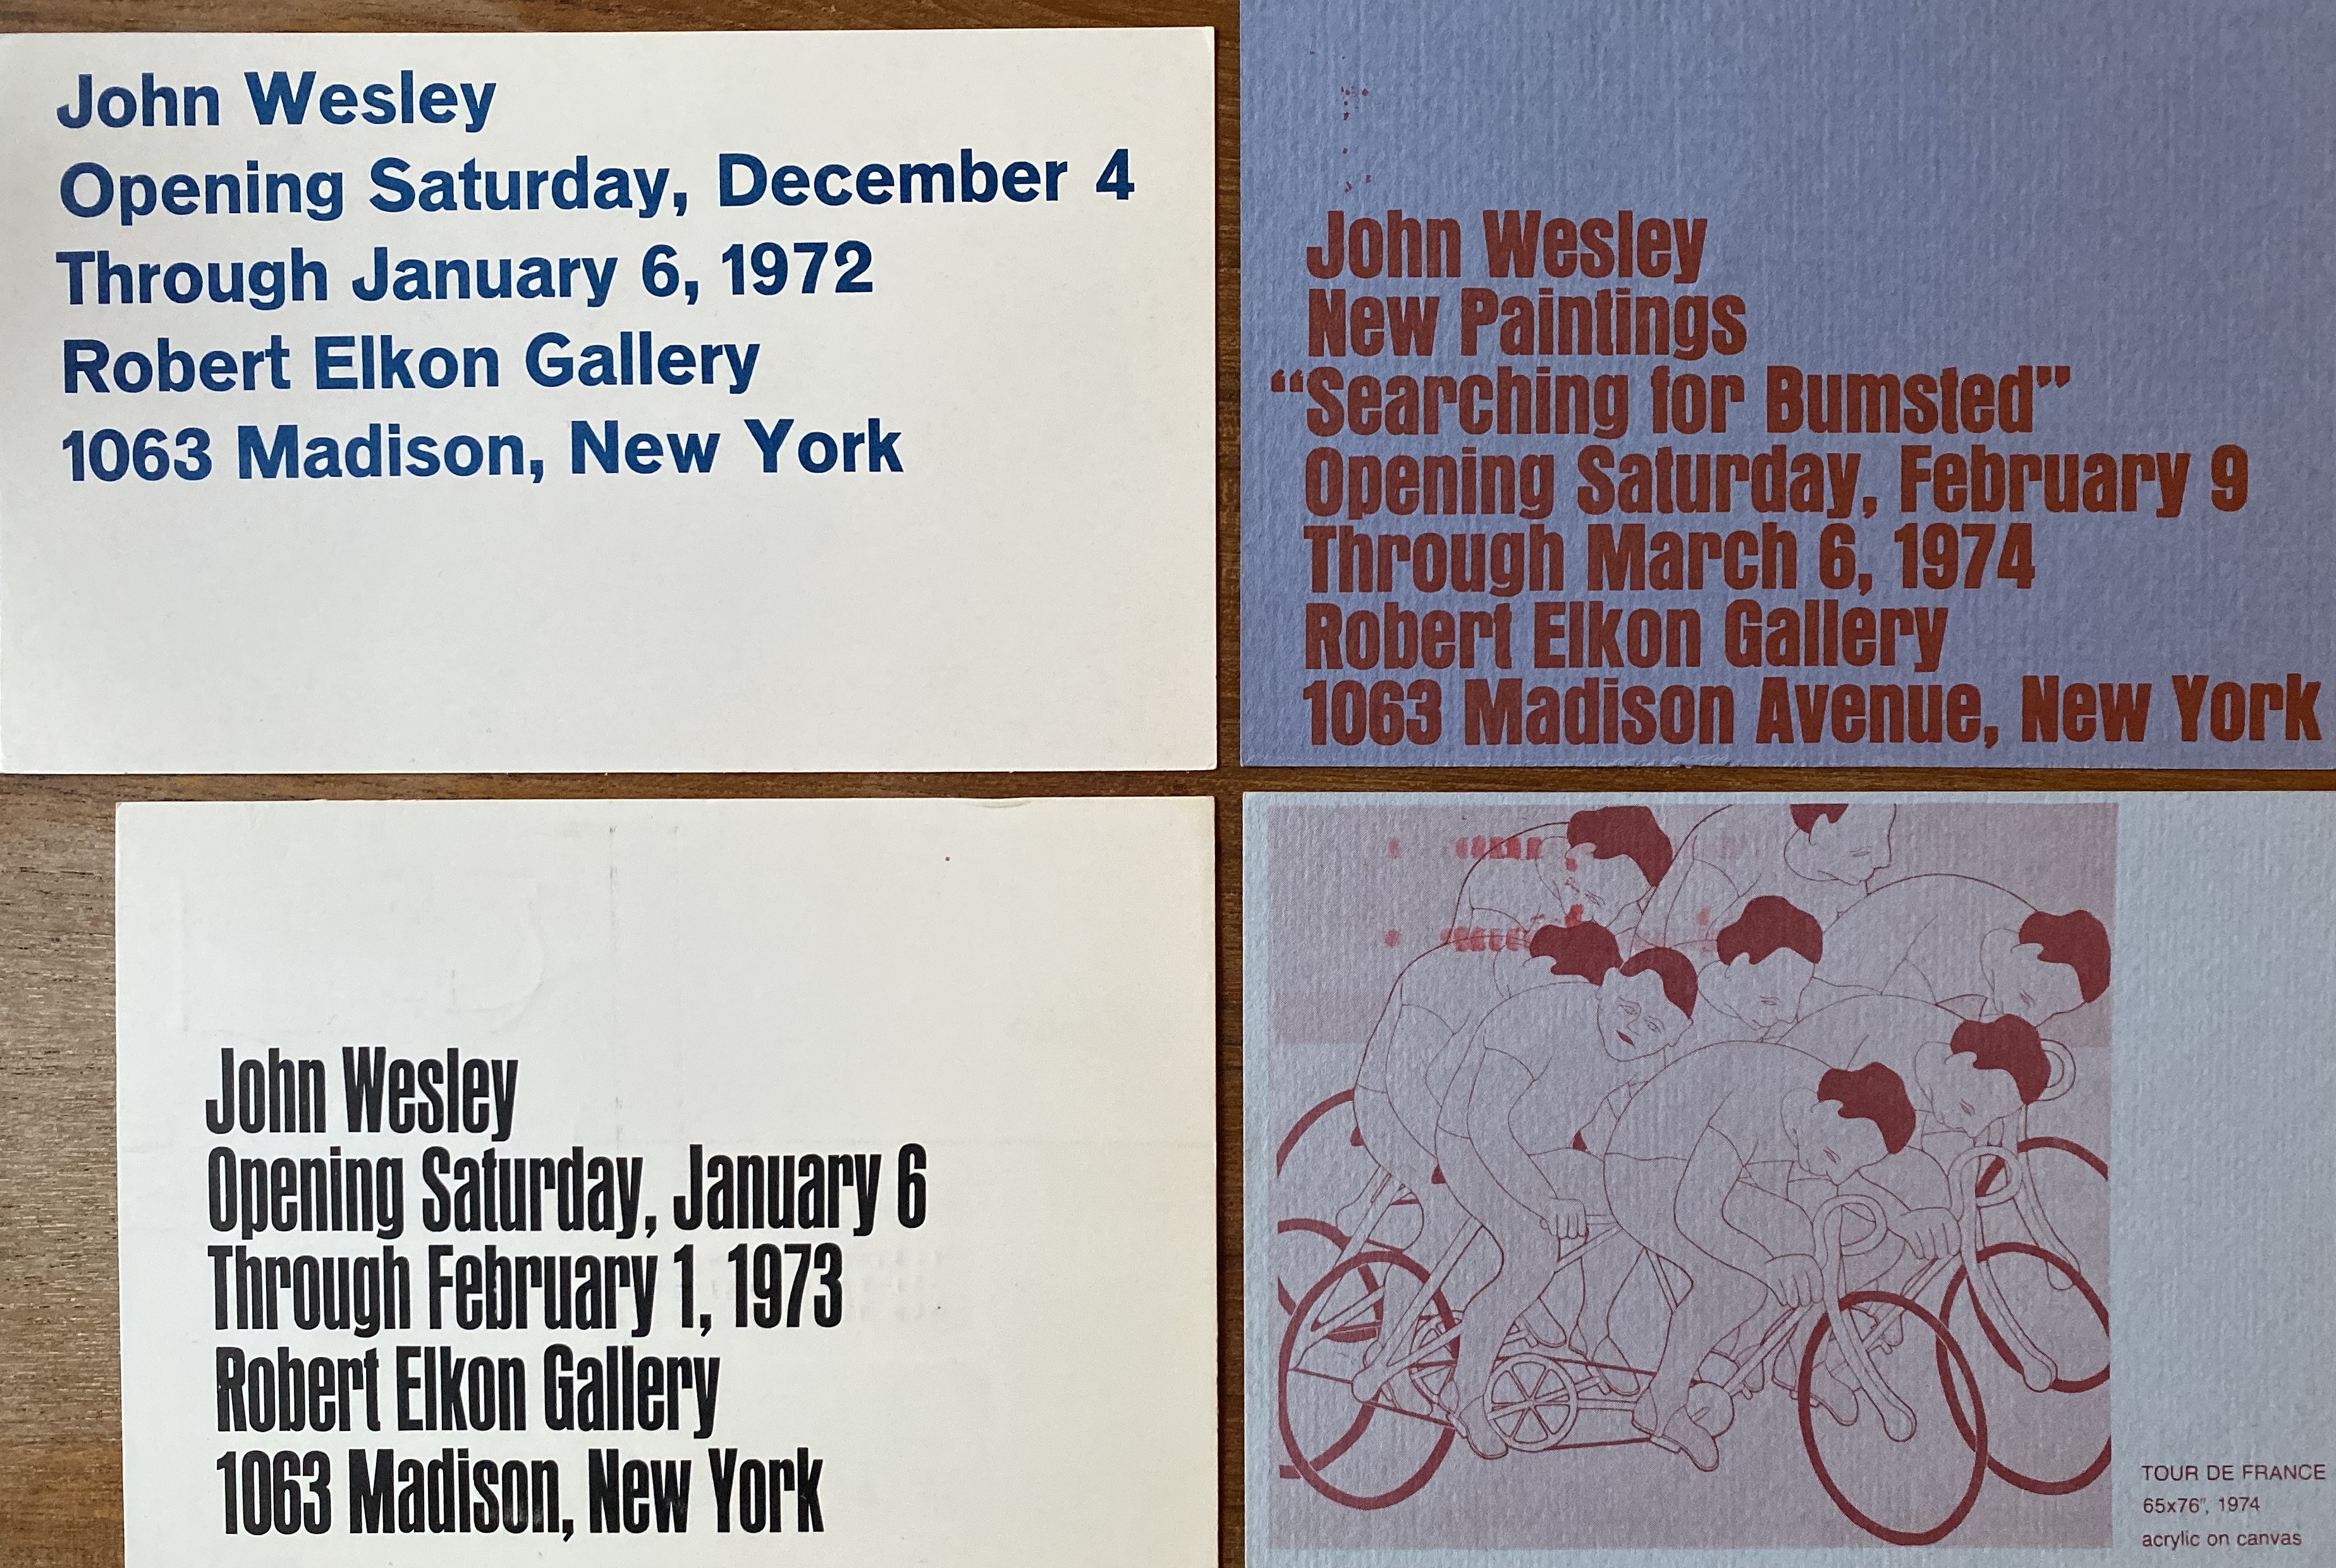 John Wesley
Opening Saturday, December 4
Through January 6, 1972
Robert Elkon Gallery
1063 Madison, New York
John Wesley
New Paintings
“Searching for Bumsted”
Opening Saturday, February 9
Through March 6, 1974
Robert Elkon Gallery
1063 Madison Avenue, New York
John Wesley
Opening Saturday, January 6
Through February 1, 1973
Robert Elkon Gallery
1063 Madison, New York
TOUR DE FRANCE
65x76", 1974
acrylic on canvas